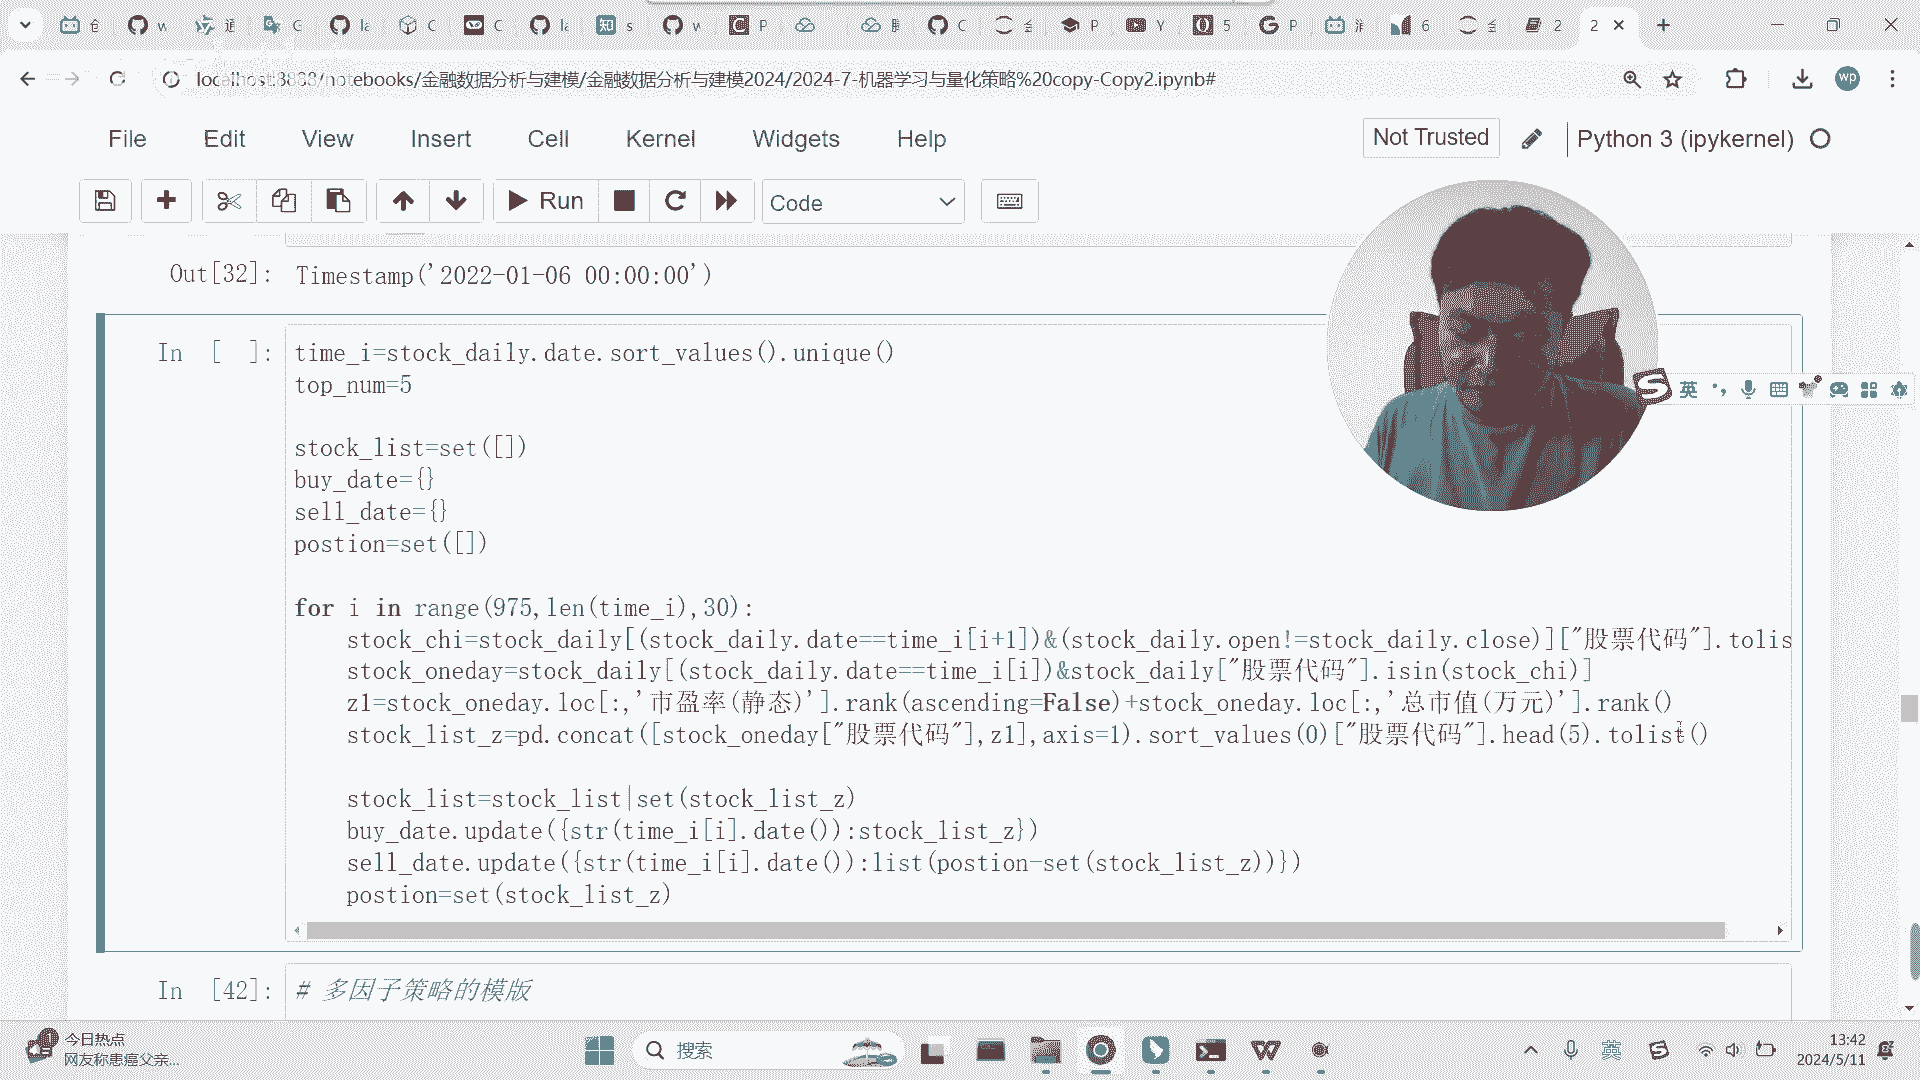 localhost:8888/notebooks/金融数据分析与建模/金融数据分析与建模2024/2024-7-机器学习与量化策略%20copy-Copy2.ipynb#
wp
File Edit View Insert Cell Kernel Widgets Help
Not Trusted
Python 3 (ipykernel)
Run
Code
Out[32]: Timestamp('2022-01-06 00:00:00')
In [ ]: time_i=stock_daily.date.sort_values().unique()
top_num=5
stock_list=set([])
buy_date={}
sell_date={}
postion=set([])
for i in range(975,len(time_i),30):
stock_chi=stock_daily[(stock_daily.date==time_i[i+1])&(stock_daily.open!=stock_daily.close)]["股票代码"].tolis
stock_oneday=stock_daily[(stock_daily.date==time_i[i])&stock_daily["股票代码"].isin(stock_chi)]
z1=stock_oneday.loc[:,'市盈率(静态)'].rank(ascending=False)+stock_oneday.loc[:,'总市值(万元)'].rank()
stock_list_z=pd.concat([stock_oneday["股票代码"],z1],axis=1).sort_values(0)["股票代码"].head(5).tolist()
stock_list=stock_list|set(stock_list_z)
buy_date.update({str(time_i[i].date()):stock_list_z})
sell_date.update({str(time_i[i].date()):list(postion-set(stock_list_z))})
postion=set(stock_list_z)
In [42]: # 多因子策略的模版
英
今日热点
网友称患癌父亲...
搜索
英
13:42
2024/5/11